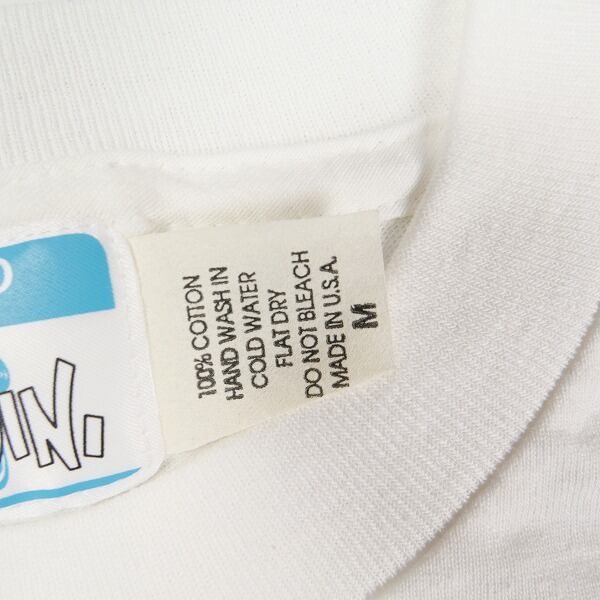 100% COTTON
HAND WASH IN
COLD WATER
FLAT DRY
DO NOT BLEACH
MADE IN U.S.A.
M